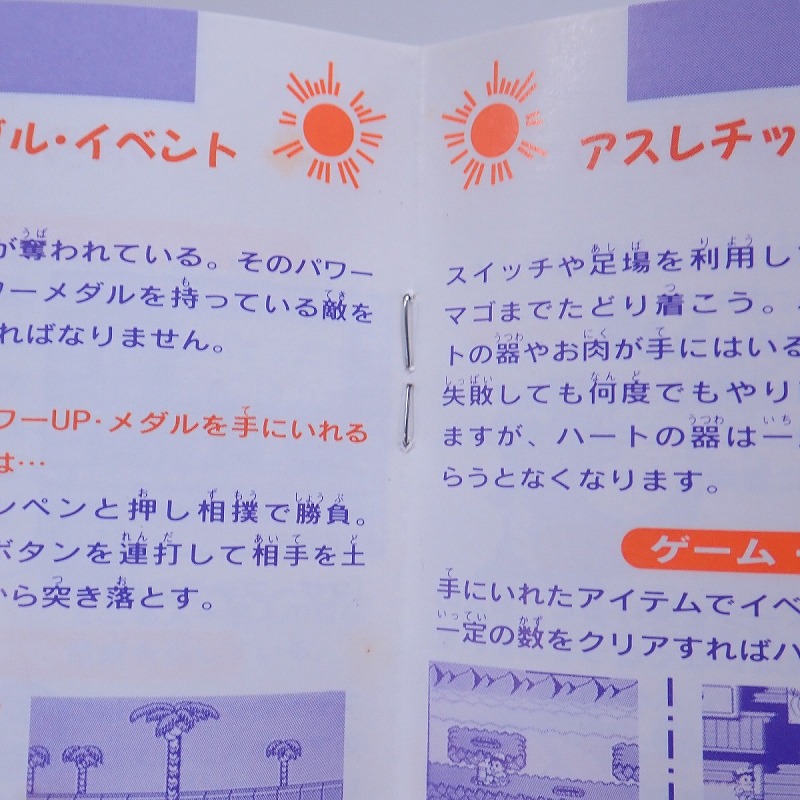 ル・イベント
が奪われている。そのパワー
ワーメダルを持っている敵を
ればなりません。
ワーUP・メダルを手にいれる
は…
ンペンと押し相撲で勝負。
ボタンを連打して相手を土
から突き落とす。
アスレチッ
スイッチや足場を利用して
マゴまでたどり着こう。
トの器やお肉が手にはいる
失敗しても何度でもやり
ますが、ハートの器は一
らうとなくなります。
ゲーム・
手にいれたアイテムでイベ
一定の数をクリアすればハ